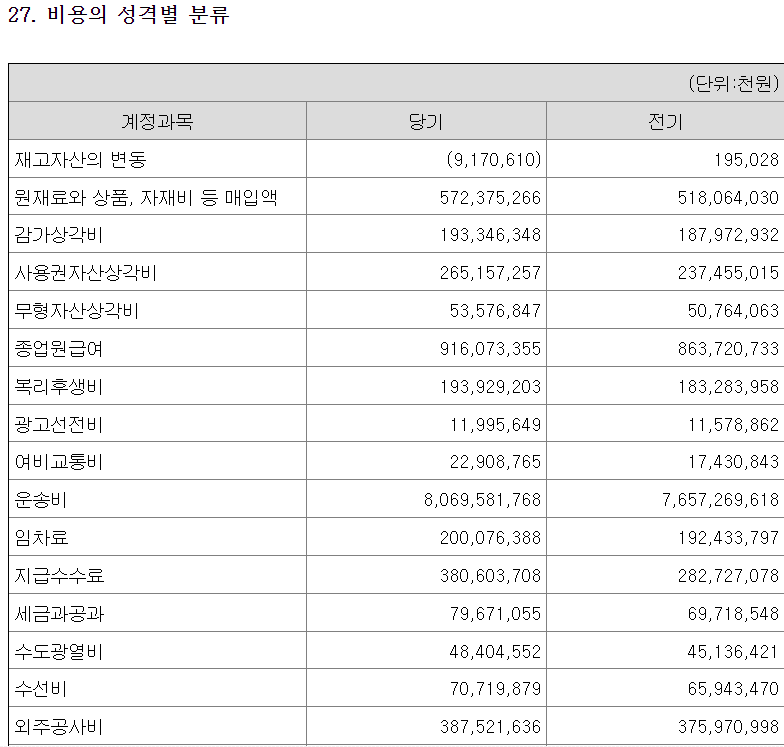 27. 비용의 성격별 분류
(단위:천원)
계정과목 당기 전기
재고자산의 변동 (9,170,610) 195,028
원재료와 상품, 자재비 등 매입액 572,375,266 518,064,030
감가상각비 193,346,348 187,972,932
사용권자산상각비 265,157,257 237,455,015
무형자산상각비 53,576,847 50,764,063
종업원급여 916,073,355 863,720,733
복리후생비 193,929,203 183,283,958
광고선전비 11,995,649 11,578,862
여비교통비 22,908,765 17,430,843
운송비 8,069,581,768 7,657,269,618
임차료 200,076,388 192,433,797
지급수수료 380,603,708 282,727,078
세금과공과 79,671,055 69,718,548
수도광열비 48,404,552 45,136,421
수선비 70,719,879 65,943,470
외주공사비 387,521,636 375,970,998